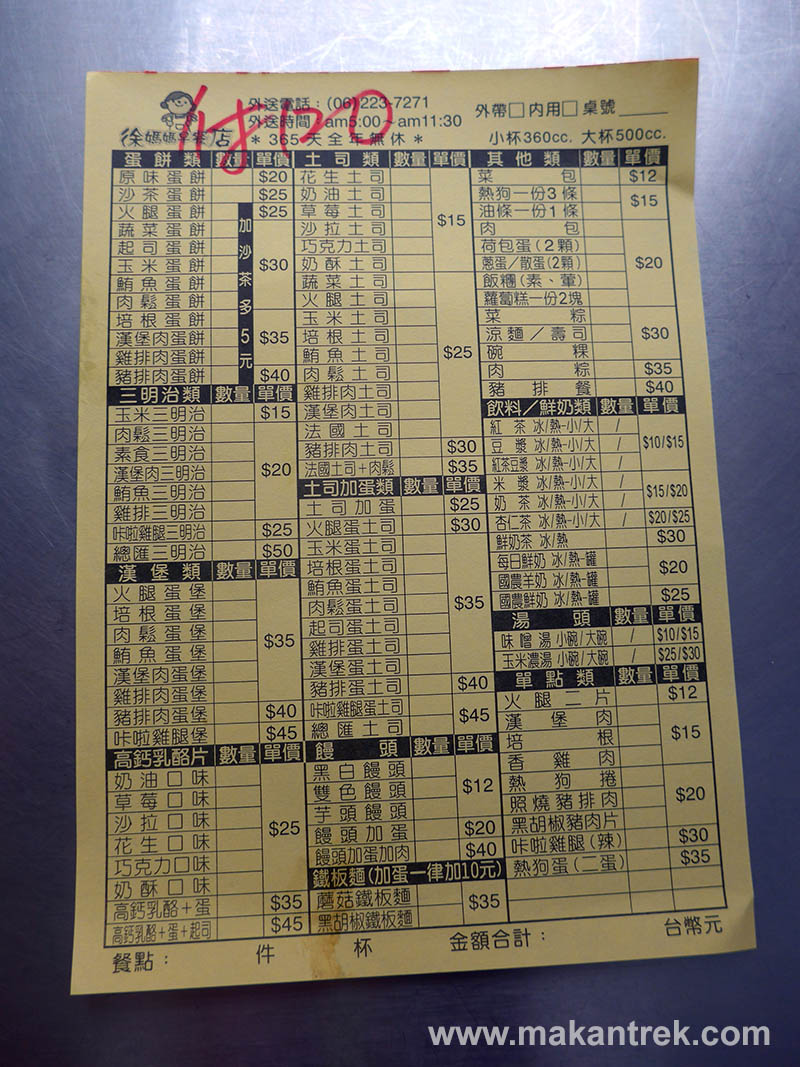 徐媽媽早餐店
外送電話:(06)223-7271
外送時間:am5:00~am11:30
＊365天全年無休＊
外帶□內用□桌號
小杯360cc. 大杯500cc.
付120
蛋餅類 數量 單價
原味蛋餅 $20
沙茶蛋餅 $25
火腿蛋餅 $25
蔬菜蛋餅
起司蛋餅
玉米蛋餅 $30
鮪魚蛋餅
肉鬆蛋餅
培根蛋餅
漢堡肉蛋餅 $35
雞排肉蛋餅
豬排肉蛋餅 $40
加沙茶多5元
三明治類 數量 單價
玉米三明治 $15
肉鬆三明治
素食三明治
漢堡肉三明治 $20
鮪魚三明治
雞排三明治
咔啦雞腿三明治 $25
總匯三明治 $50
漢堡類 數量 單價
火腿蛋堡
培根蛋堡
肉鬆蛋堡 $35
鮪魚蛋堡
漢堡肉蛋堡
雞排肉蛋堡
豬排肉蛋堡 $40
咔啦雞腿堡 $45
高鈣乳酪片 數量 單價
奶油口味
草莓口味
沙拉口味 $25
花生口味
巧克力口味
奶酥口味
高鈣乳酪+蛋 $35
高鈣乳酪+蛋+起司 $45
土司類 數量 單價
花生土司
奶油土司
草莓土司 $15
沙拉土司
巧克力土司
奶酥土司
蔬菜土司
火腿土司
玉米土司
培根土司
鮪魚土司 $25
肉鬆土司
雞排肉土司
漢堡肉土司
法國土司
豬排肉土司 $30
法國土司+肉鬆 $35
土司加蛋類 數量 單價
土司加蛋 $25
火腿蛋土司 $30
玉米蛋土司
培根蛋土司
鮪魚蛋土司
肉鬆蛋土司 $35
起司蛋土司
雞排蛋土司
漢堡蛋土司
豬排蛋土司 $40
咔啦雞腿蛋土司 $45
總匯土司
饅頭 數量 單價
黑白饅頭
雙色饅頭 $12
芋頭饅頭
饅頭加蛋 $20
饅頭加蛋加肉 $40
鐵板麵(加蛋一律加10元)
蘑菇鐵板麵 $35
黑胡椒鐵板麵
其他類 數量 單價
菜包 $12
熱狗一份3條 $15
油條一份1條
肉包
荷包蛋(2顆)
蔥蛋/散蛋(2顆) $20
飯糰(素、葷)
蘿蔔糕一份2塊
菜粽
涼麵/壽司 $30
碗粿
肉粽 $35
豬排餐 $40
飲料/鮮奶類 數量 單價
紅茶 冰/熱-小/大 /
豆漿 冰/熱-小/大 / $10/$15
紅茶豆漿 冰/熱-小/大 /
米漿 冰/熱-小/大 / $15/$20
奶茶 冰/熱-小/大 /
杏仁茶 冰/熱-小/大 / $20/$25
鮮奶茶 冰/熱 $30
每日鮮奶 冰/熱-罐 $20
國農羊奶 冰/熱-罐
國農鮮奶 冰/熱-罐 $25
湯頭 數量 單價
味噌湯 小碗/大碗 / $10/$15
玉米濃湯 小碗/大碗 / $25/$30
單點類 數量 單價
火腿二片 $12
漢堡肉
培根 $15
香雞肉
熱狗捲
照燒豬排肉 $20
黑胡椒豬肉片
咔啦雞腿(辣) $30
熱狗蛋(二蛋) $35
餐點: 件 杯 金額合計: 台幣元
www.makantrek.com